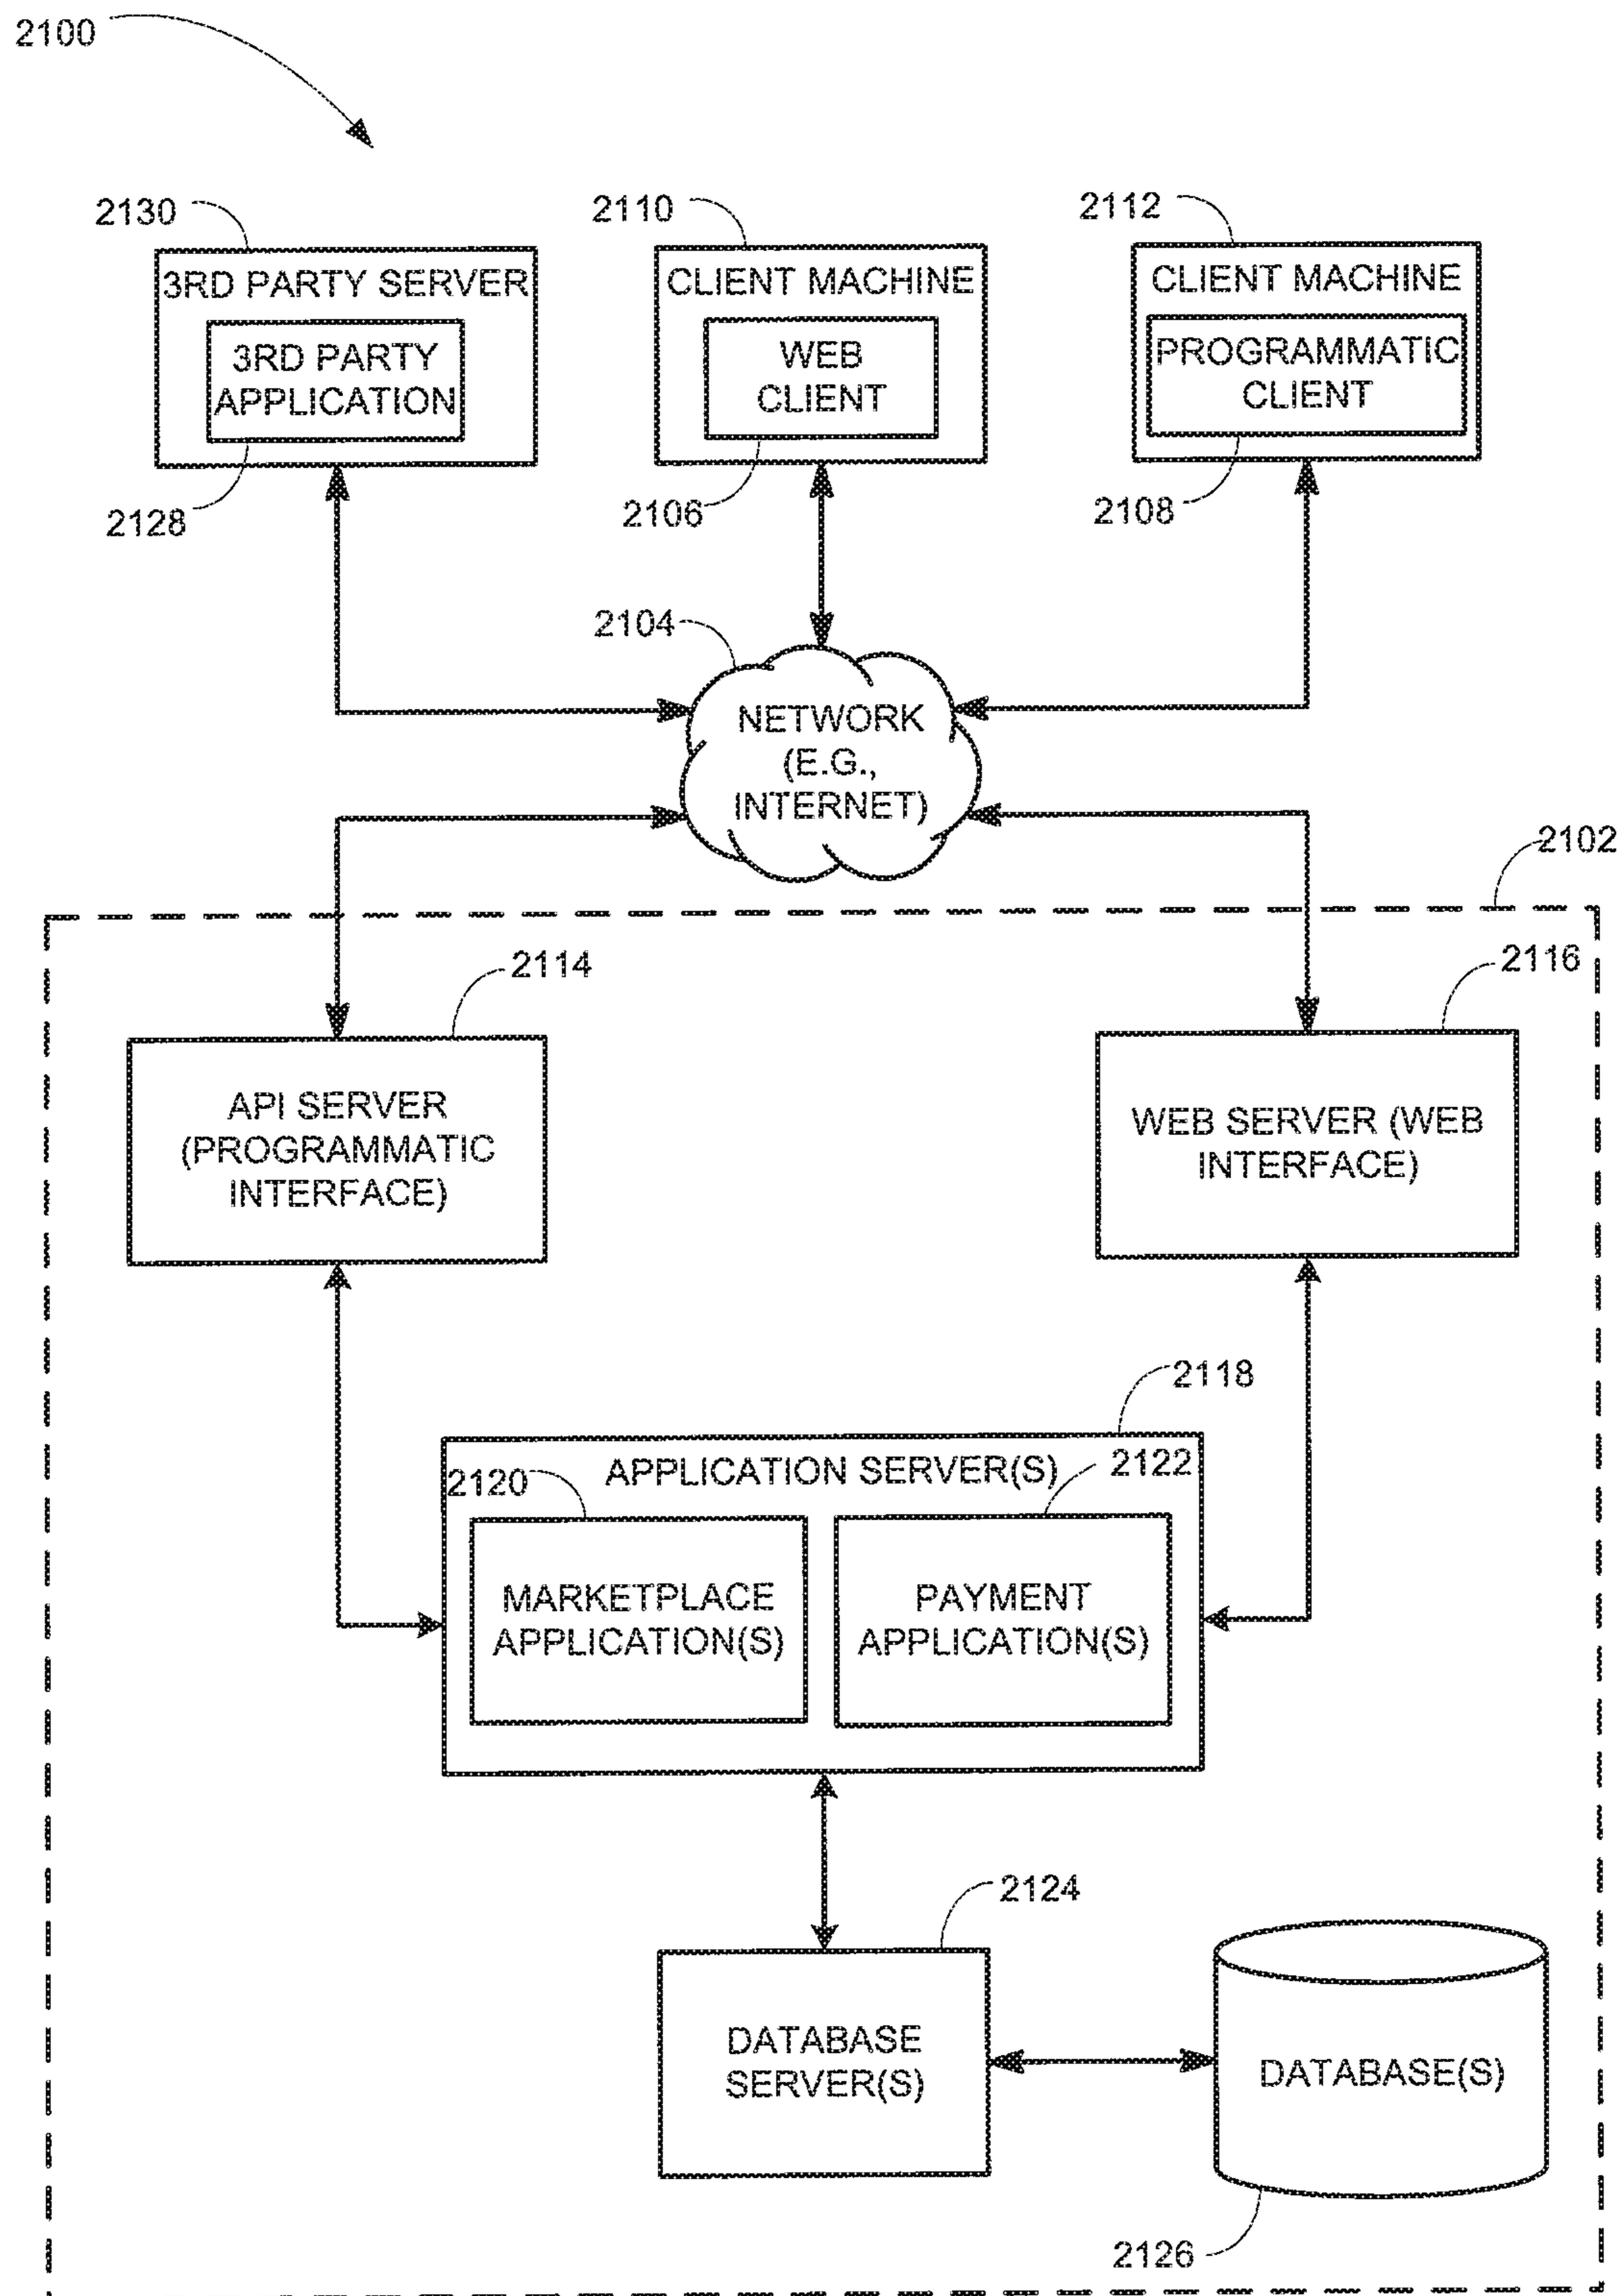 2100
2130
2110
2112
3RD PARTY SERVER
CLIENT MACHINE
CLIENT MACHINE
3RD PARTY
APPLICATION
WEB
CLIENT
PROGRAMMATIC
CLIENT
2128
2106
2108
2104
NETWORK
(E.G.,
INTERNET)
2102
2114
2116
API SERVER
(PROGRAMMATIC
INTERFACE)
WEB SERVER (WEB
INTERFACE)
2118
APPLICATION SERVER(S)
2120
2122
MARKETPLACE
APPLICATION(S)
PAYMENT
APPLICATION(S)
2124
DATABASE
SERVER(S)
DATABASE(S)
2126